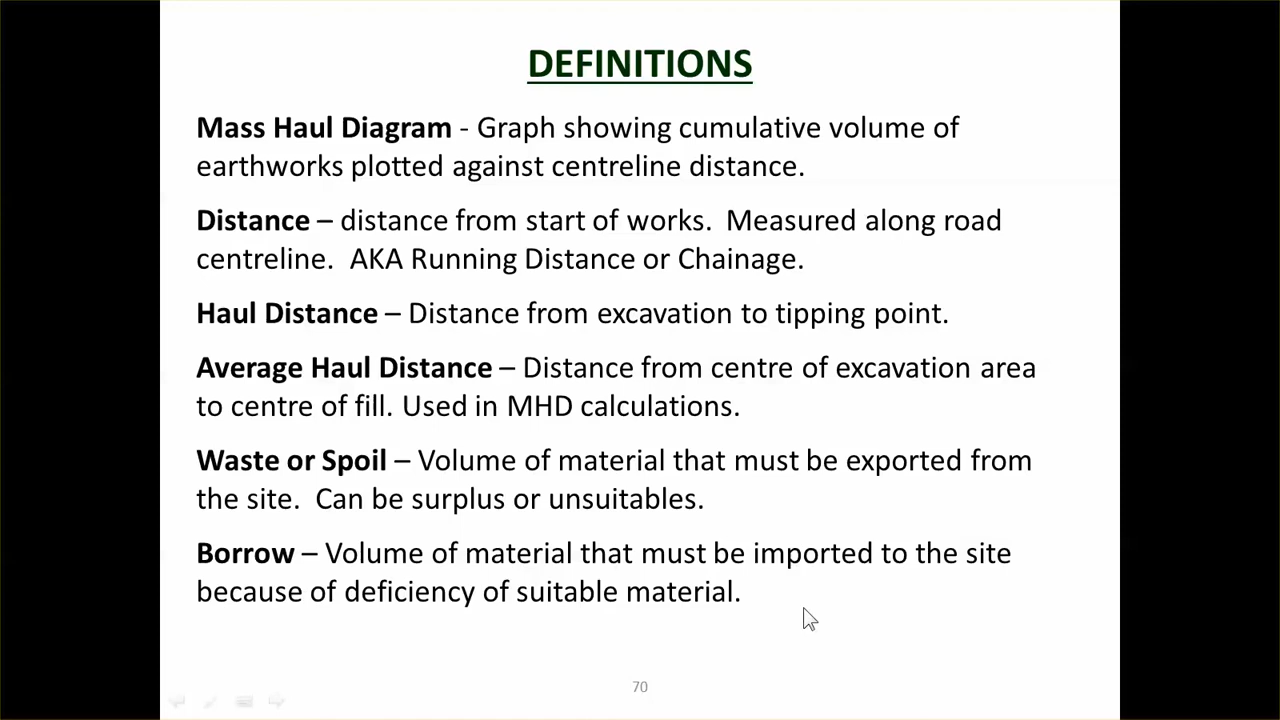 DEFINITIONS
Mass Haul Diagram - Graph showing cumulative volume of
earthworks plotted against centreline distance.
Distance – distance from start of works.  Measured along road
centreline.  AKA Running Distance or Chainage.
Haul Distance – Distance from excavation to tipping point.
Average Haul Distance – Distance from centre of excavation area
to centre of fill. Used in MHD calculations.
Waste or Spoil – Volume of material that must be exported from
the site.  Can be surplus or unsuitables.
Borrow – Volume of material that must be imported to the site
because of deficiency of suitable material.
70